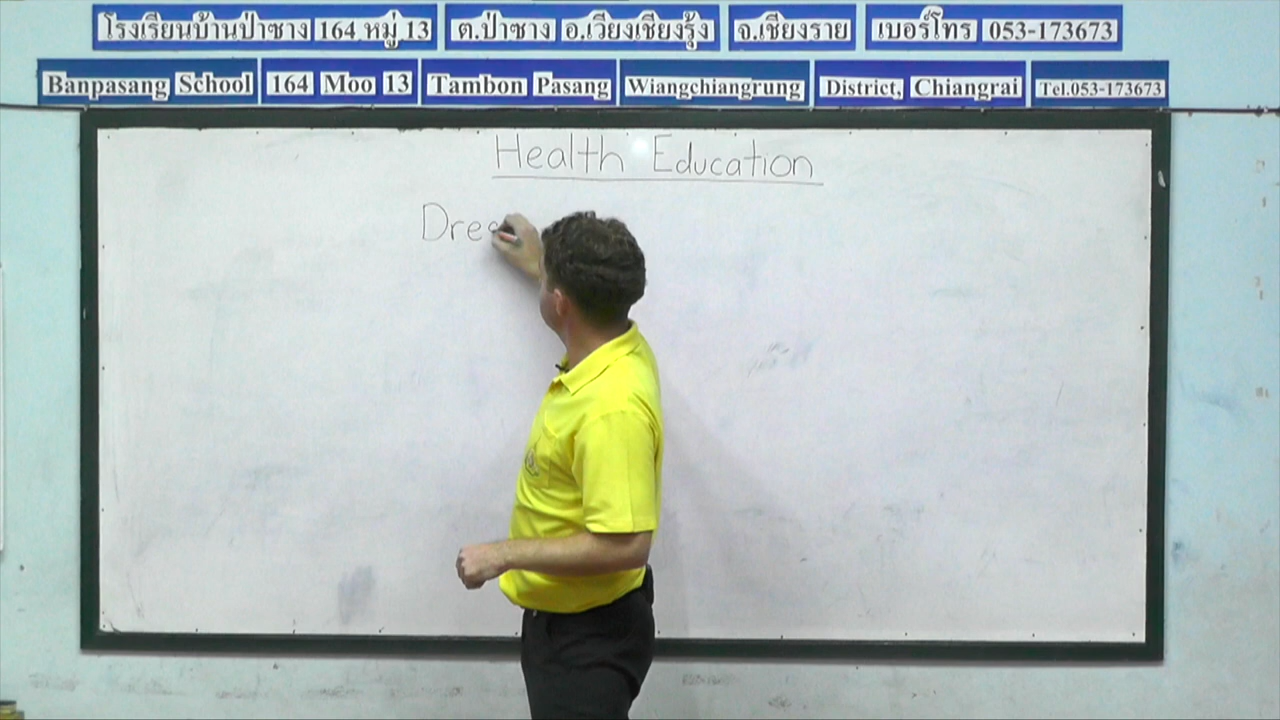 โรงเรียนบ้านป่าซาง 164 หมู่ 13 ต.ป่าซาง อ.เวียงเชียงรุ้ง จ.เชียงราย เบอร์โทร 053-173673
Banpasang School 164 Moo 13 Tambon Pasang Wiangchiangrung District, Chiangrai Tel.053-173673
Health Education